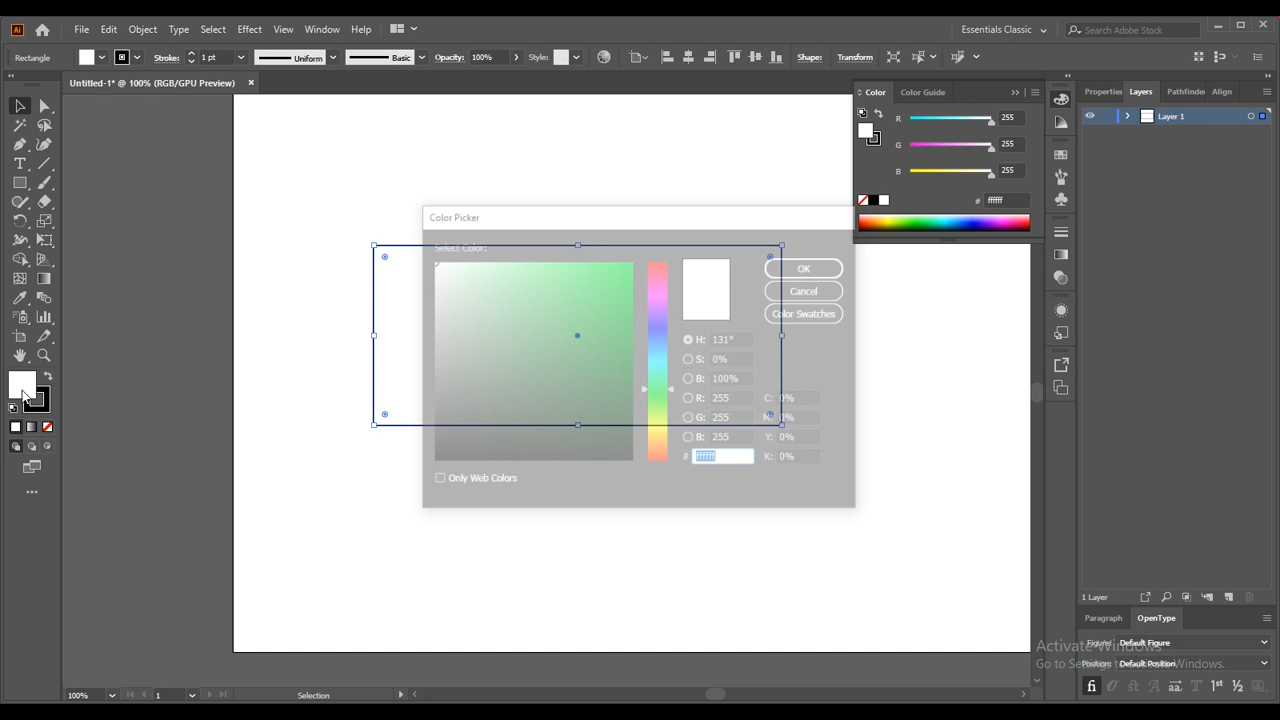 Ai File Edit Object Type Select Effect View Window Help Essentials Classic Search Adobe Stock
Rectangle Stroke: 1 pt Uniform Basic Opacity: 100% Style: Shape: Transform
Untitled-1* @ 100% (RGB/GPU Preview)
Color Color Guide
R 255
G 255
B 255
# ffffff
Properties Layers Pathfinder Align
Layer 1
Color Picker
Select Color:
OK
Cancel
Color Swatches
H: 131°
S: 0%
B: 100%
R: 255 C: 0%
G: 255 M: 0%
B: 255 Y: 0%
# ffffff K: 0%
Only Web Colors
1 Layer
Paragraph OpenType
Figure: Default Figure
Position: Default Position
Activate Windows
Go to Settings to activate Windows.
100% 1 Selection